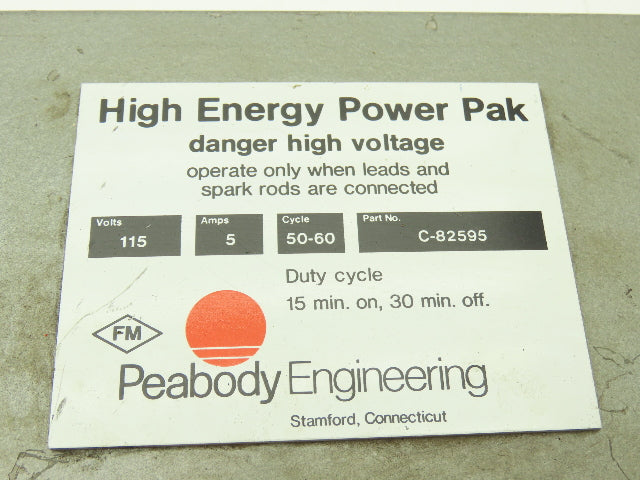 High Energy Power Pak
danger high voltage
operate only when leads and
spark rods are connected
Volts Amps Cycle Part No.
115 5 50-60 C-82595
Duty cycle
15 min. on, 30 min. off.
FM
Peabody Engineering
Stamford, Connecticut